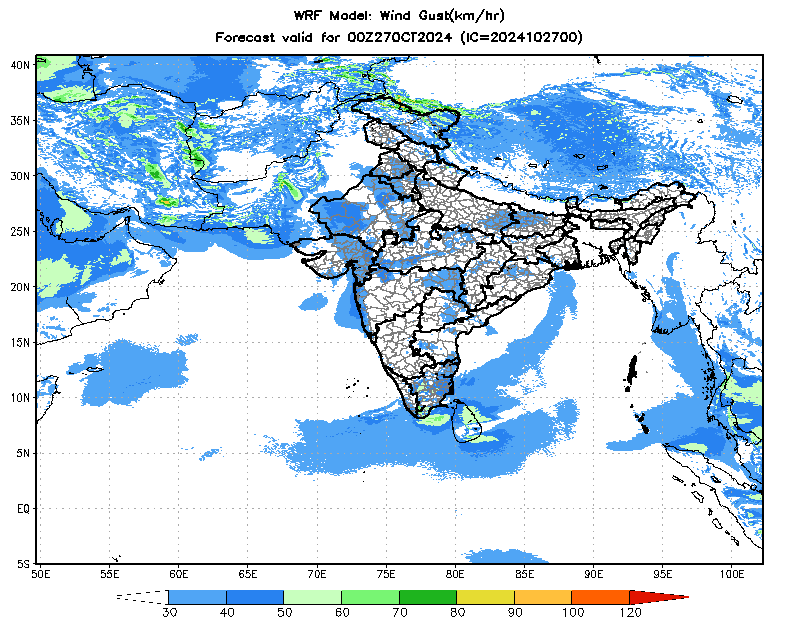 WRF Model: Wind Gust(km/hr)
Forecast valid for 00Z27OCT2024 (IC=2024102700)
40N
35N
30N
25N
20N
15N
10N
5N
EQ
5S
50E 55E 60E 65E 70E 75E 80E 85E 90E 95E 100E
30 40 50 60 70 80 90 100 120